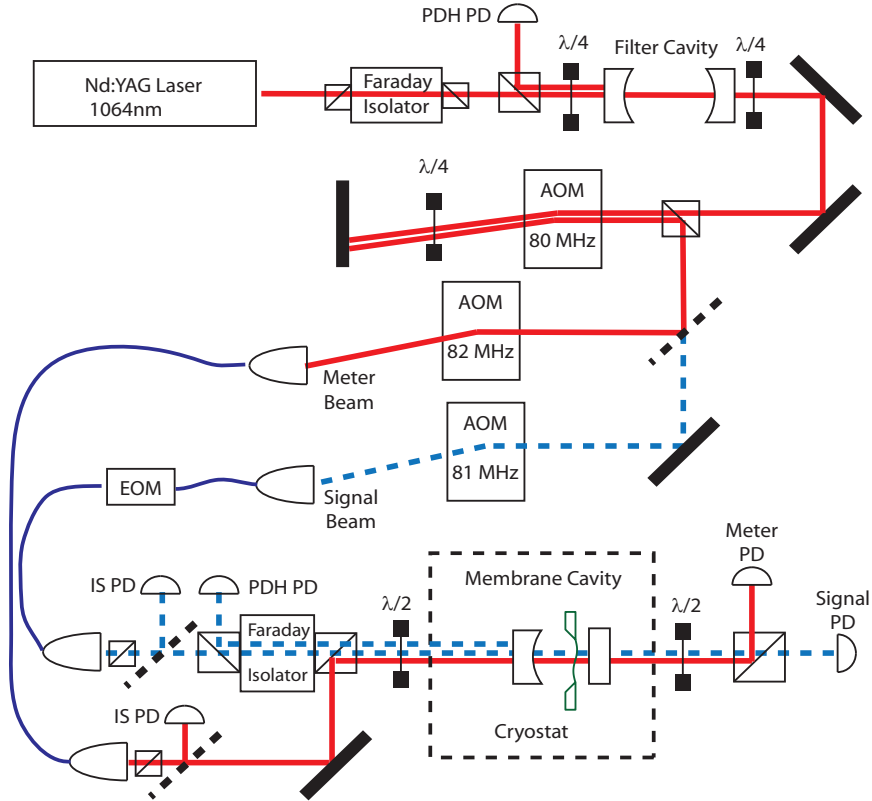 PDH PD
λ/4
Filter Cavity
λ/4
Nd:YAG Laser
1064nm
Faraday
Isolator
λ/4
AOM
80 MHz
AOM
82 MHz
Meter
Beam
AOM
81 MHz
EOM
Signal
Beam
Meter
PD
IS PD
PDH PD
λ/2
Membrane Cavity
λ/2
Signal
PD
Faraday
Isolator
IS PD
Cryostat